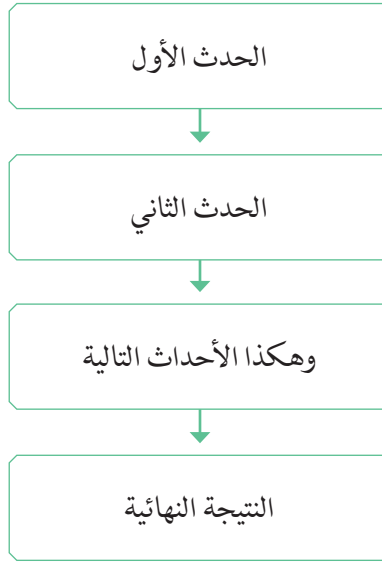 الحدث الأول
الحدث الثاني
وهكذا الأحداث التالية
النتيجة النهائية